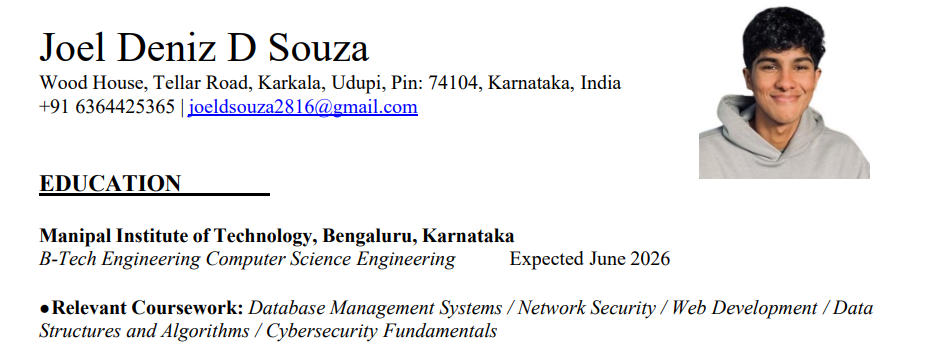 Joel Deniz D Souza
Wood House, Tellar Road, Karkala, Udupi, Pin: 74104, Karnataka, India
+91 6364425365 | joeldsouza2816@gmail.com
EDUCATION
Manipal Institute of Technology, Bengaluru, Karnataka
B-Tech Engineering Computer Science Engineering Expected June 2026
●Relevant Coursework: Database Management Systems / Network Security / Web Development / Data
Structures and Algorithms / Cybersecurity Fundamentals